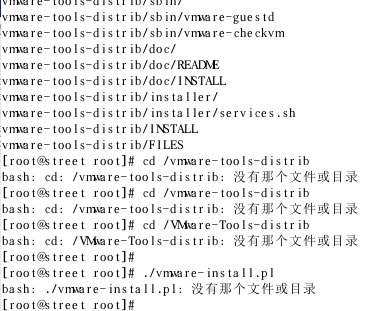 vmware-tools-distrib/sbin/
vmware-tools-distrib/sbin/vmware-guestd
vmware-tools-distrib/sbin/vmware-checkvm
vmware-tools-distrib/doc/
vmware-tools-distrib/doc/README
vmware-tools-distrib/doc/INSTALL
vmware-tools-distrib/installer/
vmware-tools-distrib/installer/services.sh
vmware-tools-distrib/INSTALL
vmware-tools-distrib/FILES
[root@street root]# cd /vmware-tools-distrib
bash: cd: /vmware-tools-distrib: 没有那个文件或目录
[root@street root]# cd /vmware-tools-distrib
bash: cd: /vmware-tools-distrib: 没有那个文件或目录
[root@street root]# cd /VMware-Tools-distrib
bash: cd: /VMware-Tools-distrib: 没有那个文件或目录
[root@street root]#
[root@street root]# ./vmware-install.pl
bash: ./vmware-install.pl: 没有那个文件或目录
[root@street root]#